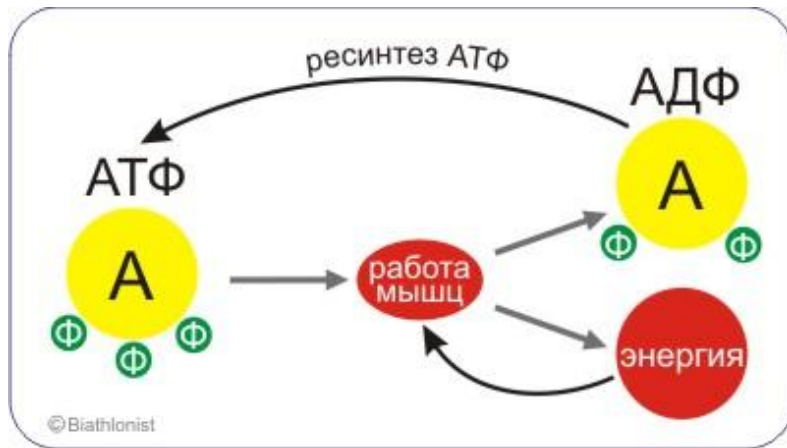 ресинтез АТФ
АДФ
А
Ф Ф
АТФ
А
Ф Ф Ф
работа
мышц
энергия
©Biathlonist